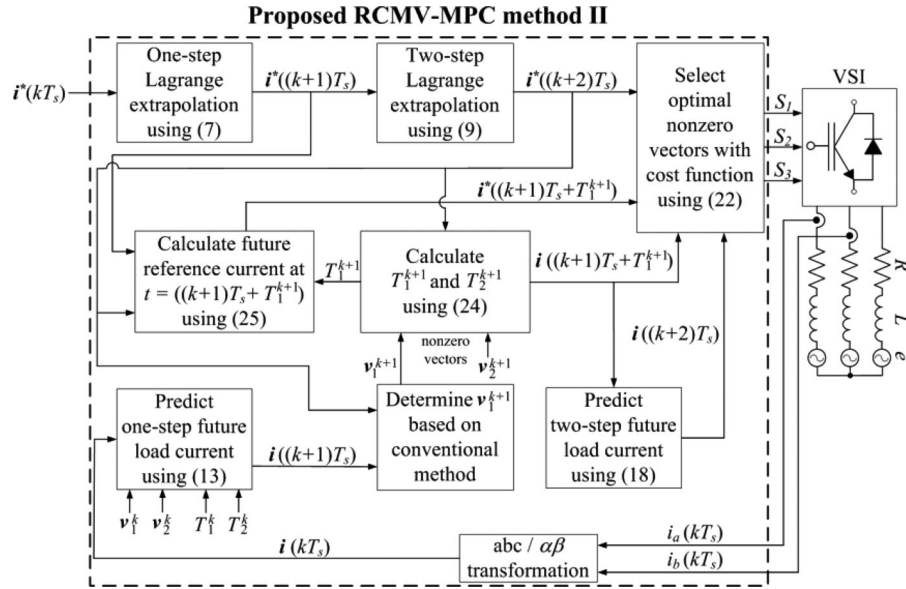 Proposed RCMV-MPC method II
One-step
Lagrange
extrapolation
using (7)
Two-step
Lagrange
extrapolation
using (9)
Select
optimal
nonzero
vectors with
cost function
using (22)
VSI
i*(kTₛ)
i*((k+1)Tₛ)
i*((k+2)Tₛ)
S₁
S₂
S₃
i*((k+1)Tₛ+T₁ᵏ⁺¹)
Calculate future
reference current at
t = ((k+1)Tₛ+ T₁ᵏ⁺¹)
using (25)
T₁ᵏ⁺¹
Calculate
T₁ᵏ⁺¹ and T₂ᵏ⁺¹
using (24)
i((k+1)Tₛ+T₁ᵏ⁺¹)
i((k+2)Tₛ)
R
L
e
nonzero
vectors
v₁ᵏ⁺¹
v₂ᵏ⁺¹
Predict
one-step future
load current
using (13)
i((k+1)Tₛ)
Determine v₁ᵏ⁺¹
based on
conventional
method
Predict
two-step future
load current
using (18)
v₁ᵏ v₂ᵏ T₁ᵏ T₂ᵏ
i(kTₛ)
abc / αβ
transformation
iₐ(kTₛ)
i_b(kTₛ)